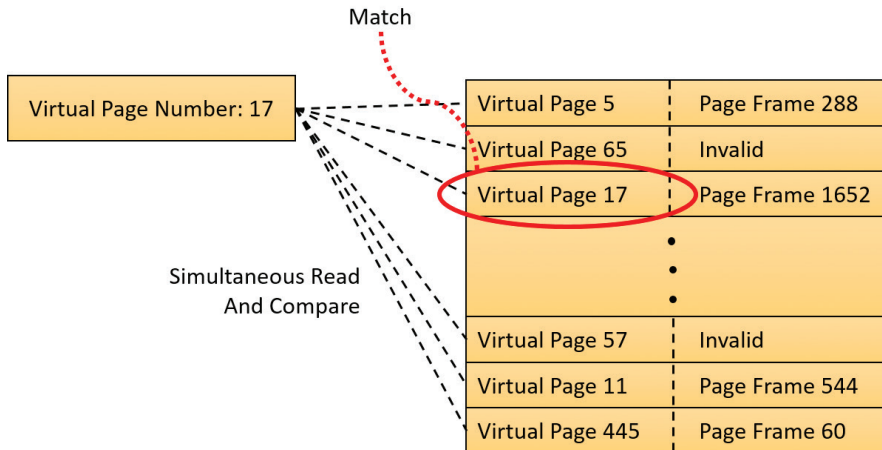 Match
Virtual Page Number: 17
Virtual Page 5 Page Frame 288
Virtual Page 65 Invalid
Virtual Page 17 Page Frame 1652
Simultaneous Read
And Compare
Virtual Page 57 Invalid
Virtual Page 11 Page Frame 544
Virtual Page 445 Page Frame 60